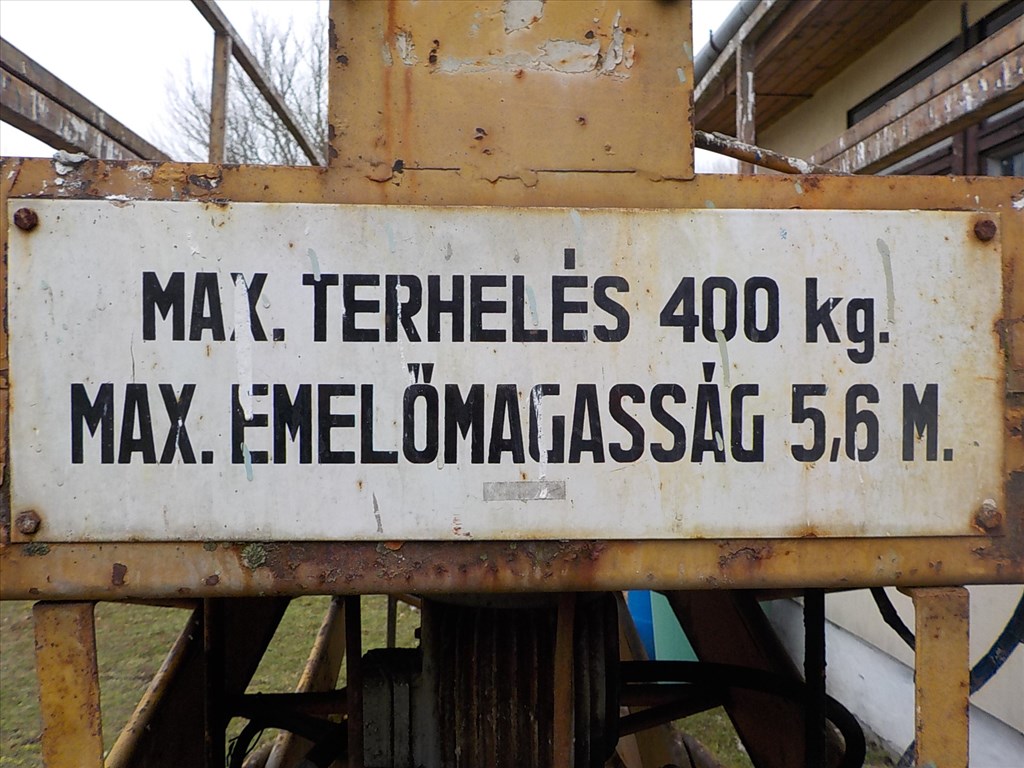 MAX. TERHELÉS 400 kg.
MAX. EMELŐMAGASSÁG 5,6 M.